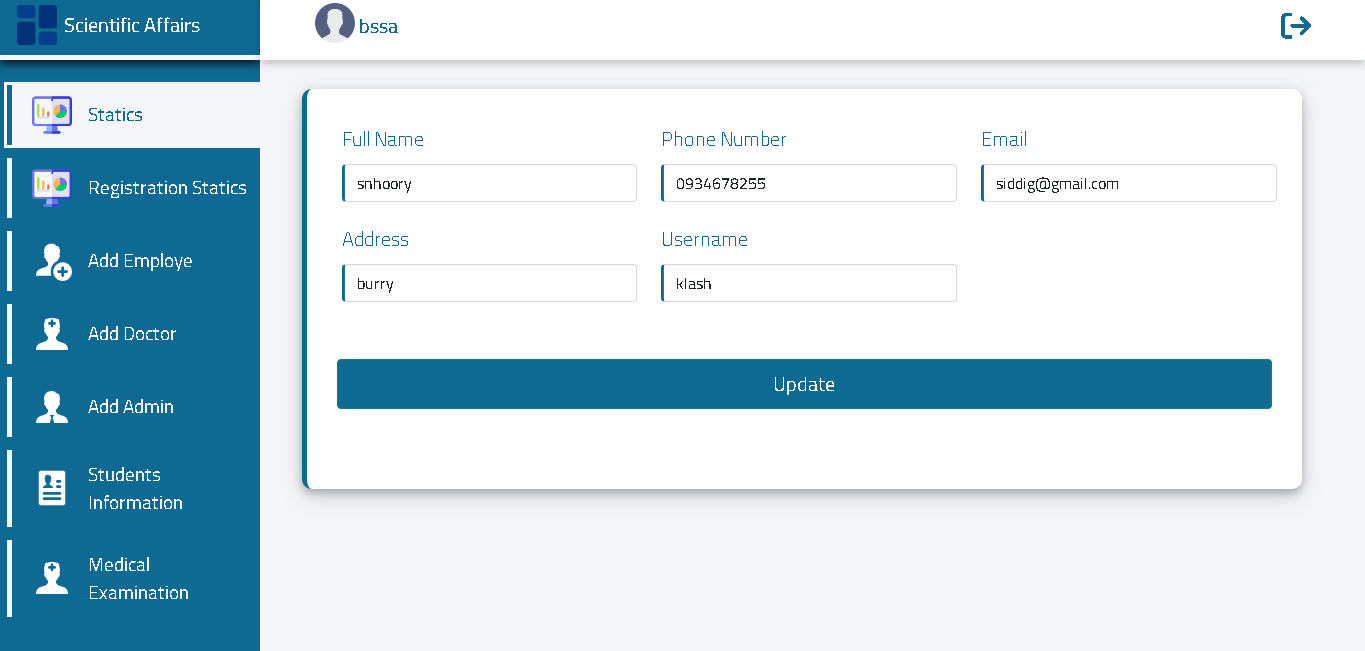 Scientific Affairs
bssa
Statics
Registration Statics
Add Employe
Add Doctor
Add Admin
Students
Information
Medical
Examination
Full Name
Phone Number
Email
snhoory
0934678255
siddig@gmail.com
Address
Username
burry
klash
Update